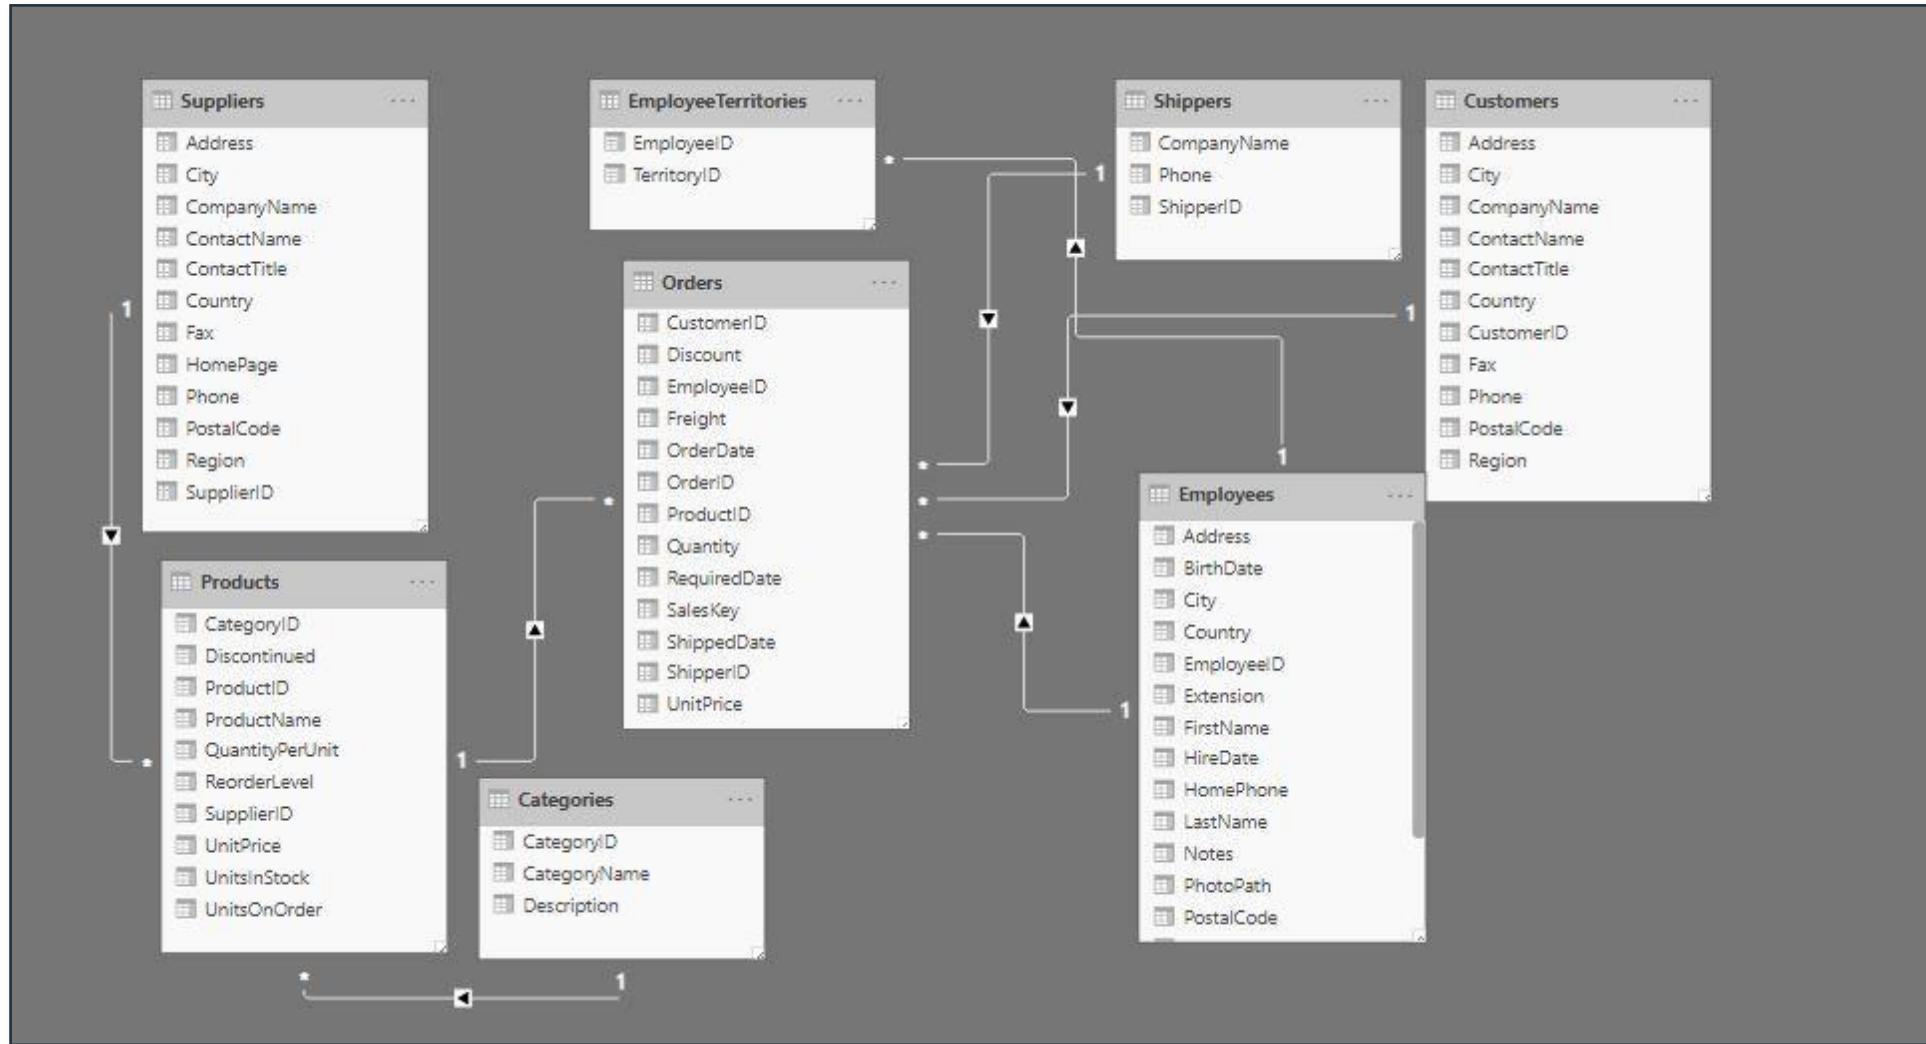 Suppliers
Address
City
CompanyName
ContactName
ContactTitle
Country
Fax
HomePage
Phone
PostalCode
Region
SupplierID
EmployeeTerritories
EmployeeID
TerritoryID
Shippers
CompanyName
Phone
ShipperID
Customers
Address
City
CompanyName
ContactName
ContactTitle
Country
CustomerID
Fax
Phone
PostalCode
Region
Orders
CustomerID
Discount
EmployeeID
Freight
OrderDate
OrderID
ProductID
Quantity
RequiredDate
SalesKey
ShippedDate
ShipperID
UnitPrice
Products
CategoryID
Discontinued
ProductID
ProductName
QuantityPerUnit
ReorderLevel
SupplierID
UnitPrice
UnitsInStock
UnitsOnOrder
Categories
CategoryID
CategoryName
Description
Employees
Address
BirthDate
City
Country
EmployeeID
Extension
FirstName
HireDate
HomePhone
LastName
Notes
PhotoPath
PostalCode
1
*
*
1
1
*
1
*
*
*
1
1
1
*
*
1